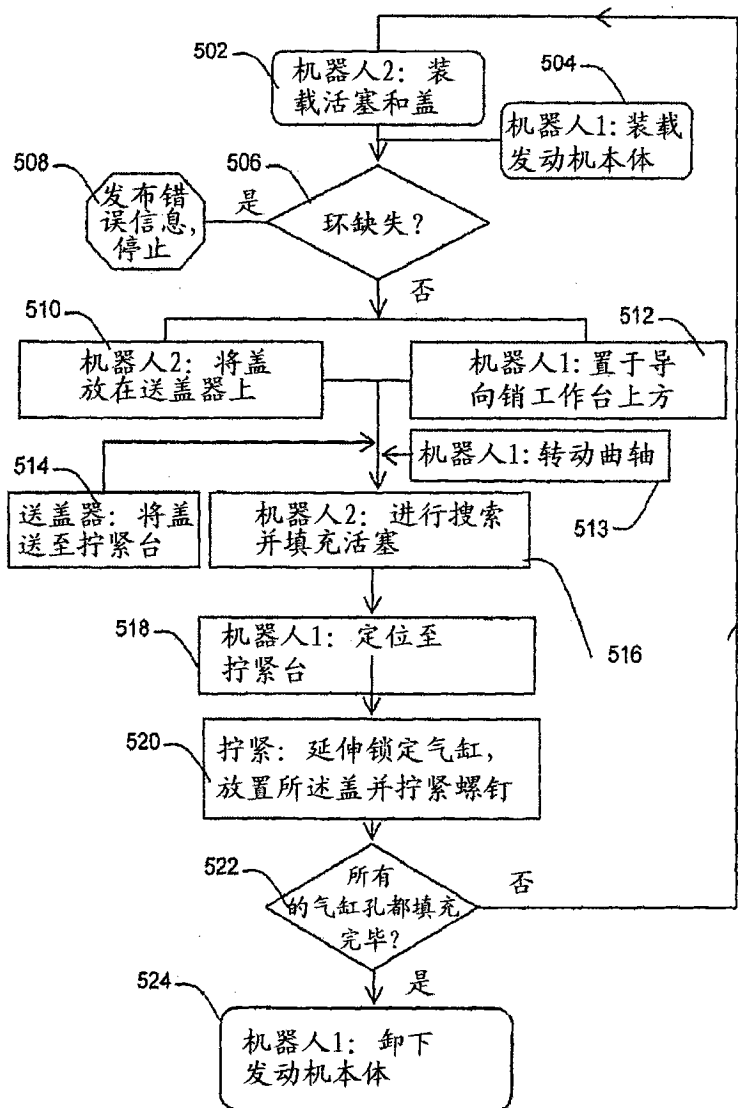 502
机器人2: 装
载活塞和盖
504
机器人1: 装载
发动机本体
508
发布错
误信息,
停止
是
506
环缺失?
否
510
机器人2: 将盖
放在送盖器上
512
机器人1: 置于导
向销工作台上方
机器人1: 转动曲轴
513
514
送盖器: 将盖
送至拧紧台
机器人2: 进行搜索
并填充活塞
516
518
机器人1: 定位至
拧紧台
520
拧紧: 延伸锁定气缸,
放置所述盖并拧紧螺钉
522
所有
的气缸孔都填充
完毕?
否
是
524
机器人1: 卸下
发动机本体